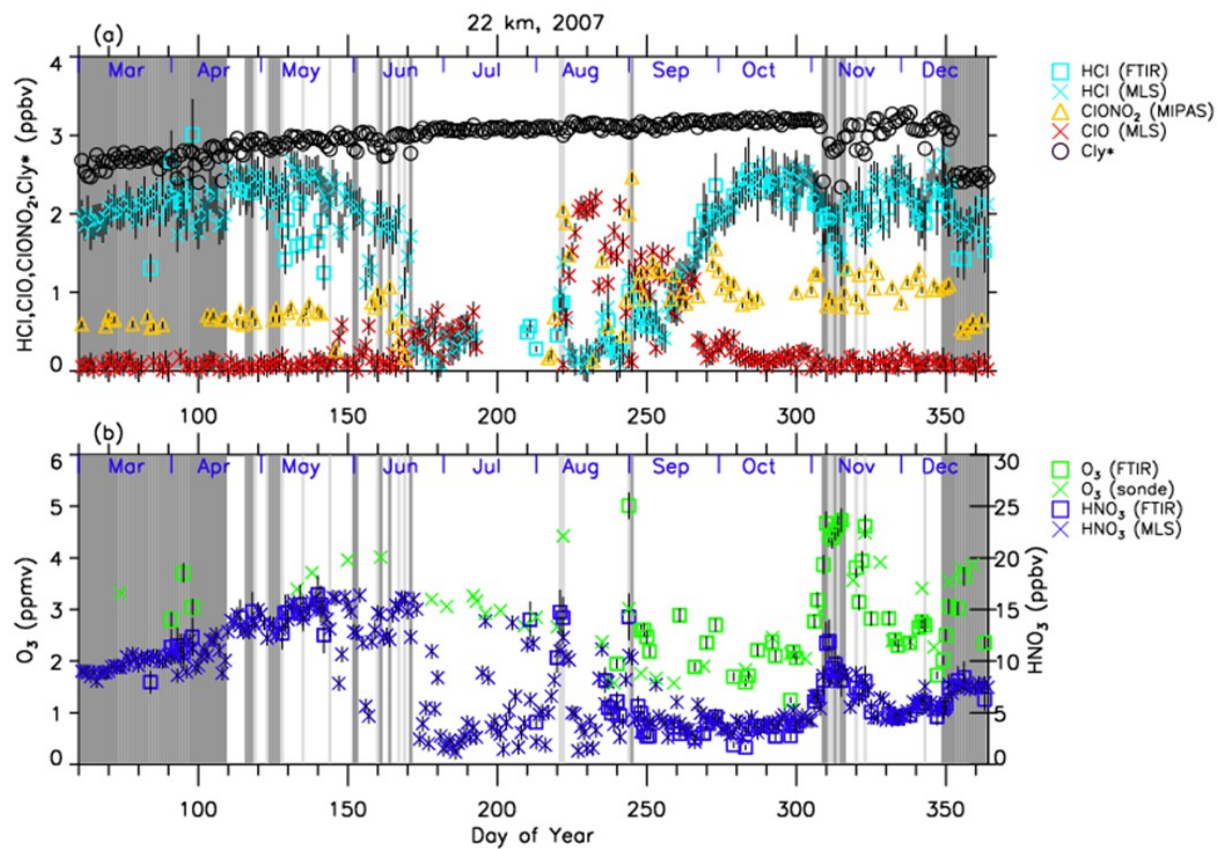 22 km, 2007
(a)
Mar Apr May Jun Jul Aug Sep Oct Nov Dec
HCl,ClO,ClONO₂,Cly* (ppbv)
4
3
2
1
0
100 150 200 250 300 350
HCl (FTIR)
HCl (MLS)
ClONO₂ (MIPAS)
ClO (MLS)
Cly*
(b)
Mar Apr May Jun Jul Aug Sep Oct Nov Dec
O₃ (ppmv)
6
5
4
3
2
1
0
30
25
20
15
10
5
0
HNO₃ (ppbv)
100 150 200 250 300 350
Day of Year
O₃ (FTIR)
O₃ (sonde)
HNO₃ (FTIR)
HNO₃ (MLS)